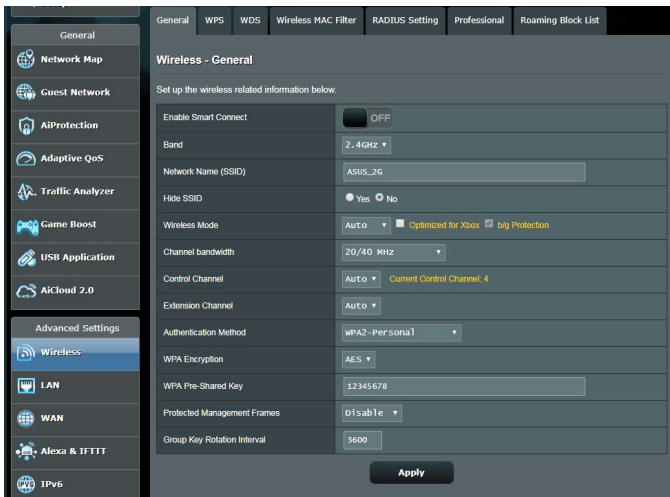 General WPS WDS Wireless MAC Filter RADIUS Setting Professional Roaming Block List
General
Network Map
Guest Network
AiProtection
Adaptive QoS
Traffic Analyzer
Game Boost
USB Application
AiCloud 2.0
Advanced Settings
Wireless
LAN
WAN
Alexa & IFTTT
IPv6
Wireless - General
Set up the wireless related information below.
Enable Smart Connect OFF
Band 2.4GHz
Network Name (SSID) ASUS_2G
Hide SSID Yes No
Wireless Mode Auto Optimized for Xbox b/g Protection
Channel bandwidth 20/40 MHz
Control Channel Auto Current Control Channel: 4
Extension Channel Auto
Authentication Method WPA2-Personal
WPA Encryption AES
WPA Pre-Shared Key 12345678
Protected Management Frames Disable
Group Key Rotation Interval 3600
Apply